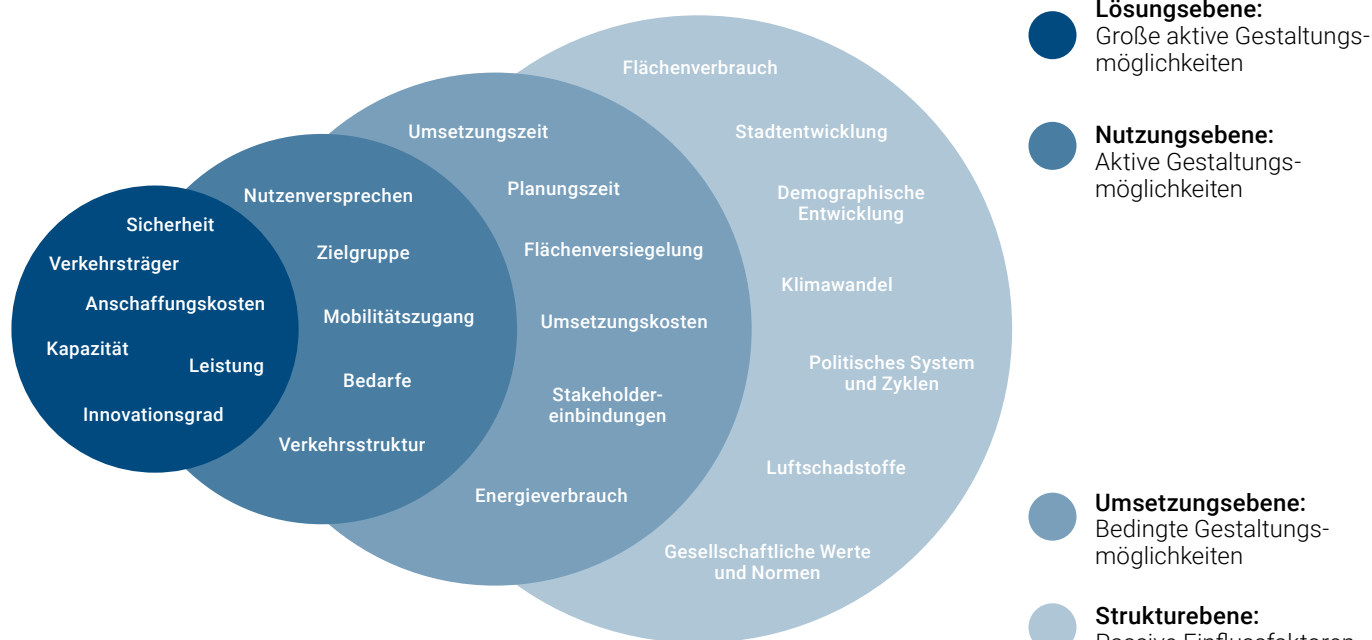 Sicherheit
Verkehrsträger
Anschaffungskosten
Kapazität
Leistung
Innovationsgrad
Nutzenversprechen
Zielgruppe
Mobilitätszugang
Bedarfe
Verkehrsstruktur
Umsetzungszeit
Planungszeit
Flächenversiegelung
Umsetzungskosten
Stakeholder-
einbindungen
Energieverbrauch
Flächenverbrauch
Stadtentwicklung
Demographische
Entwicklung
Klimawandel
Politisches System
und Zyklen
Luftschadstoffe
Gesellschaftliche Werte
und Normen
Lösungsebene:
Große aktive Gestaltungs-
möglichkeiten
Nutzungsebene:
Aktive Gestaltungs-
möglichkeiten
Umsetzungsebene:
Bedingte Gestaltungs-
möglichkeiten
Strukturebene:
Passive Einflussfaktoren